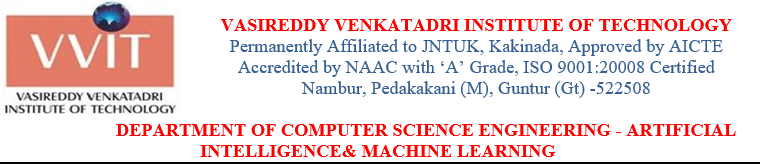 VVIT
VASIREDDY VENKATADRI
INSTITUTE OF TECHNOLOGY
VASIREDDY VENKATADRI INSTITUTE OF TECHNOLOGY
Permanently Affiliated to JNTUK, Kakinada, Approved by AICTE
Accredited by NAAC with ‘A’ Grade, ISO 9001:20008 Certified
Nambur, Pedakakani (M), Guntur (Gt) -522508
DEPARTMENT OF COMPUTER SCIENCE ENGINEERING - ARTIFICIAL
INTELLIGENCE& MACHINE LEARNING